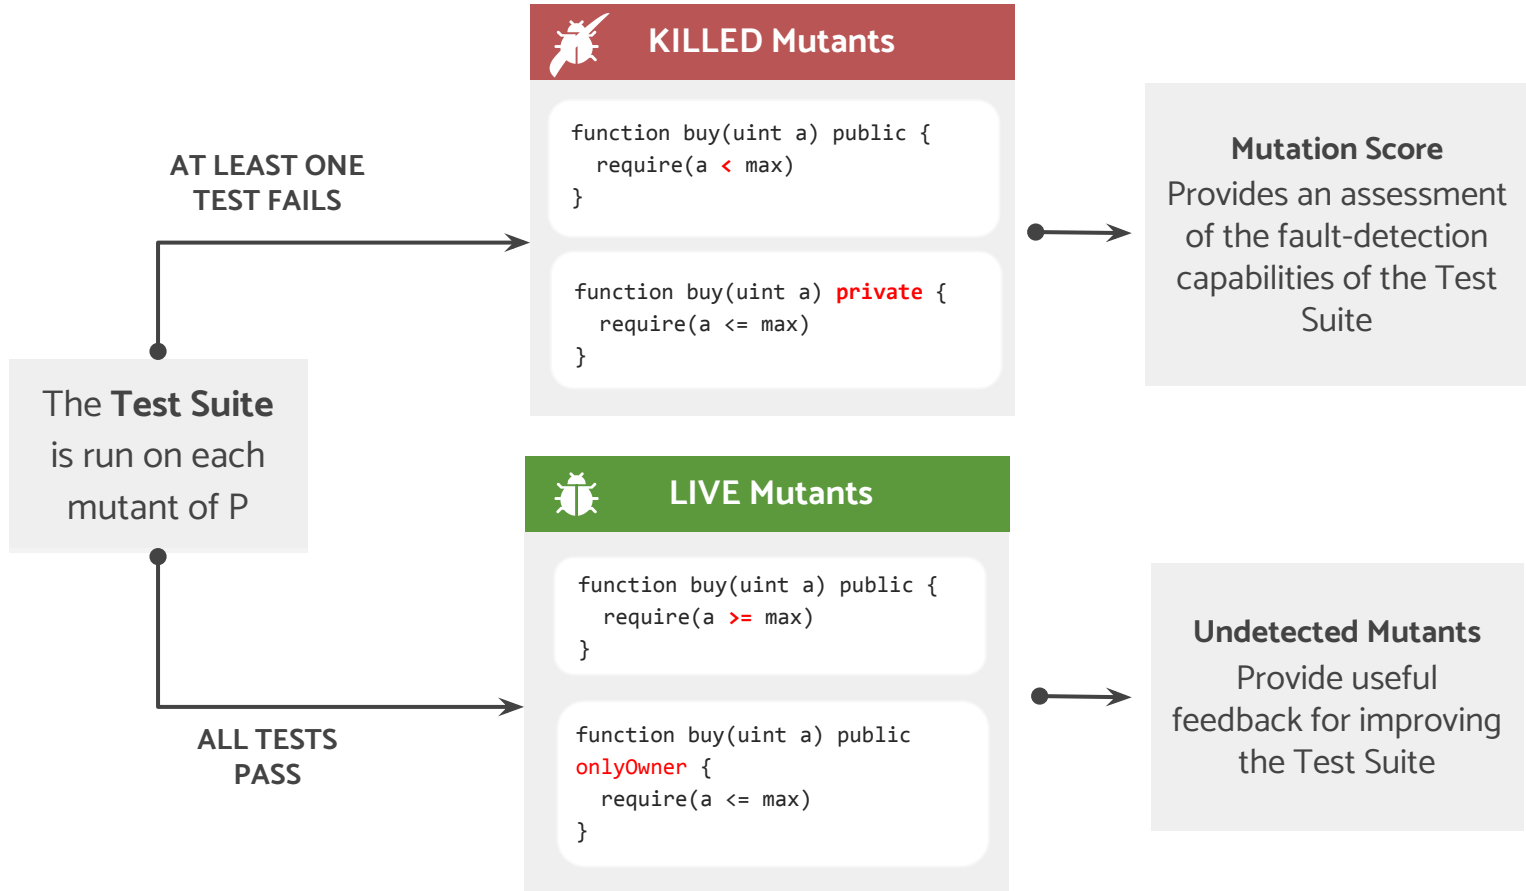 The Test Suite
is run on each
mutant of P
AT LEAST ONE
TEST FAILS
KILLED Mutants
function buy(uint a) public {
  require(a < max)
}
function buy(uint a) private {
  require(a <= max)
}
Mutation Score
Provides an assessment
of the fault-detection
capabilities of the Test
Suite
ALL TESTS
PASS
LIVE Mutants
function buy(uint a) public {
  require(a >= max)
}
function buy(uint a) public
onlyOwner {
  require(a <= max)
}
Undetected Mutants
Provide useful
feedback for improving
the Test Suite